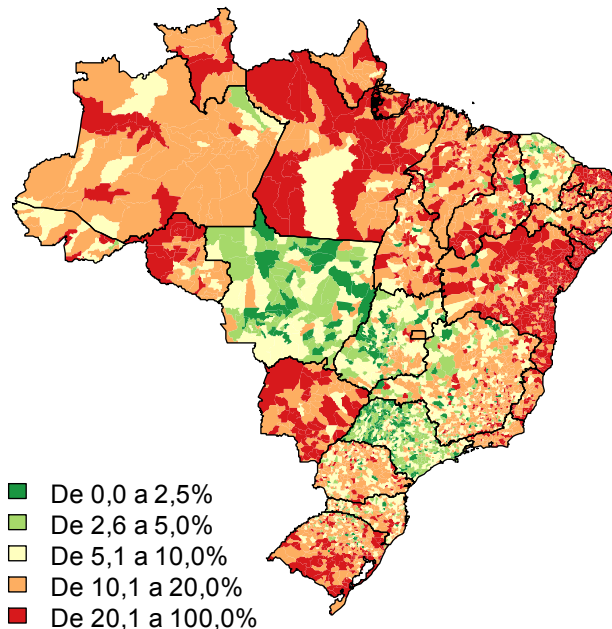 De 0,0 a 2,5%
De 2,6 a 5,0%
De 5,1 a 10,0%
De 10,1 a 20,0%
De 20,1 a 100,0%